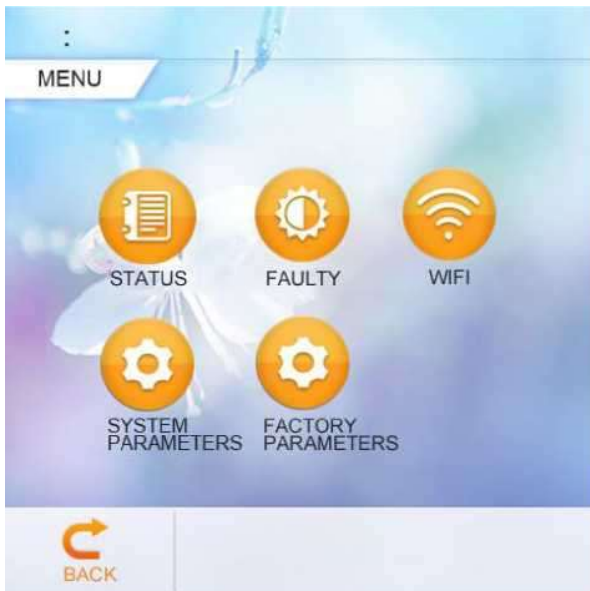 :
MENU
STATUS
FAULTY
WIFI
SYSTEM
PARAMETERS
FACTORY
PARAMETERS
BACK